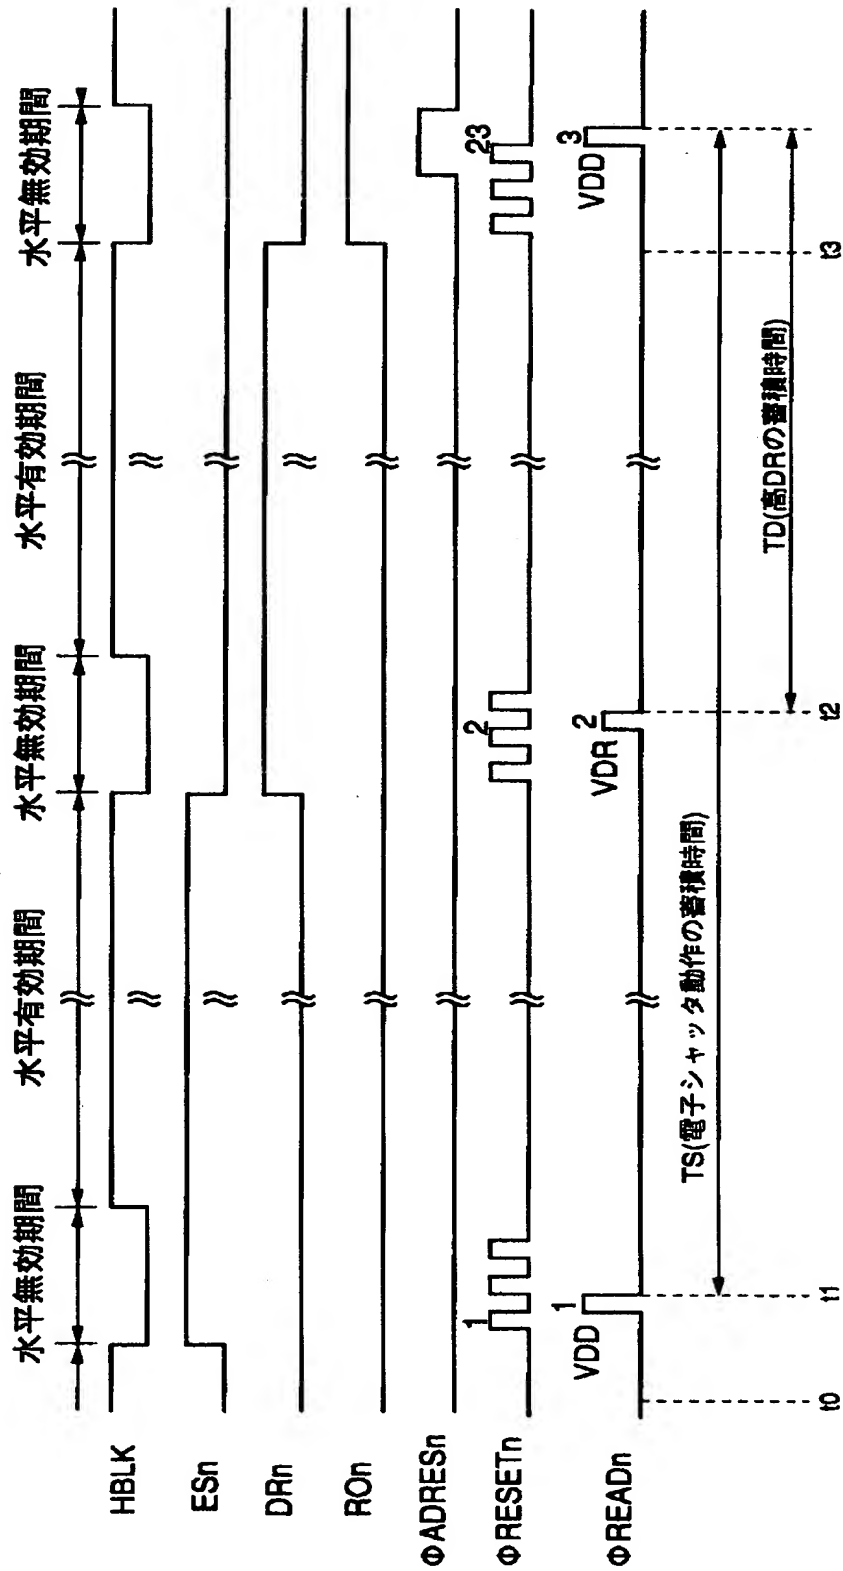 水平無効期間
水平有効期間
水平無効期間
水平有効期間
水平無効期間
HBLK
ESn
DRn
ROn
ΦADRESn
ΦRESETn
1
2
23
ΦREADn
VDD
1
VDR
2
VDD
3
TS(電子シャッタ動作の蓄積時間)
TD(高DRの蓄積時間)
t0
t1
t2
t3